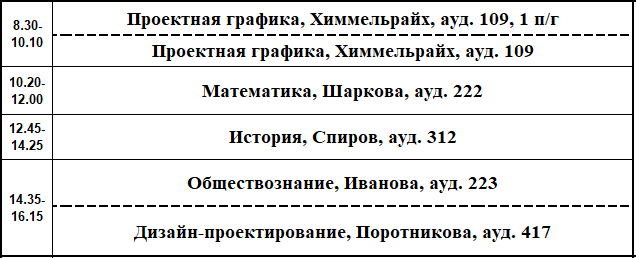 8.30-
10.10
Проектная графика, Химмельрайх, ауд. 109, 1 п/г
Проектная графика, Химмельрайх, ауд. 109
10.20-
12.00
Математика, Шаркова, ауд. 222
12.45-
14.25
История, Спиров, ауд. 312
14.35-
16.15
Обществознание, Иванова, ауд. 223
Дизайн-проектирование, Поротникова, ауд. 417